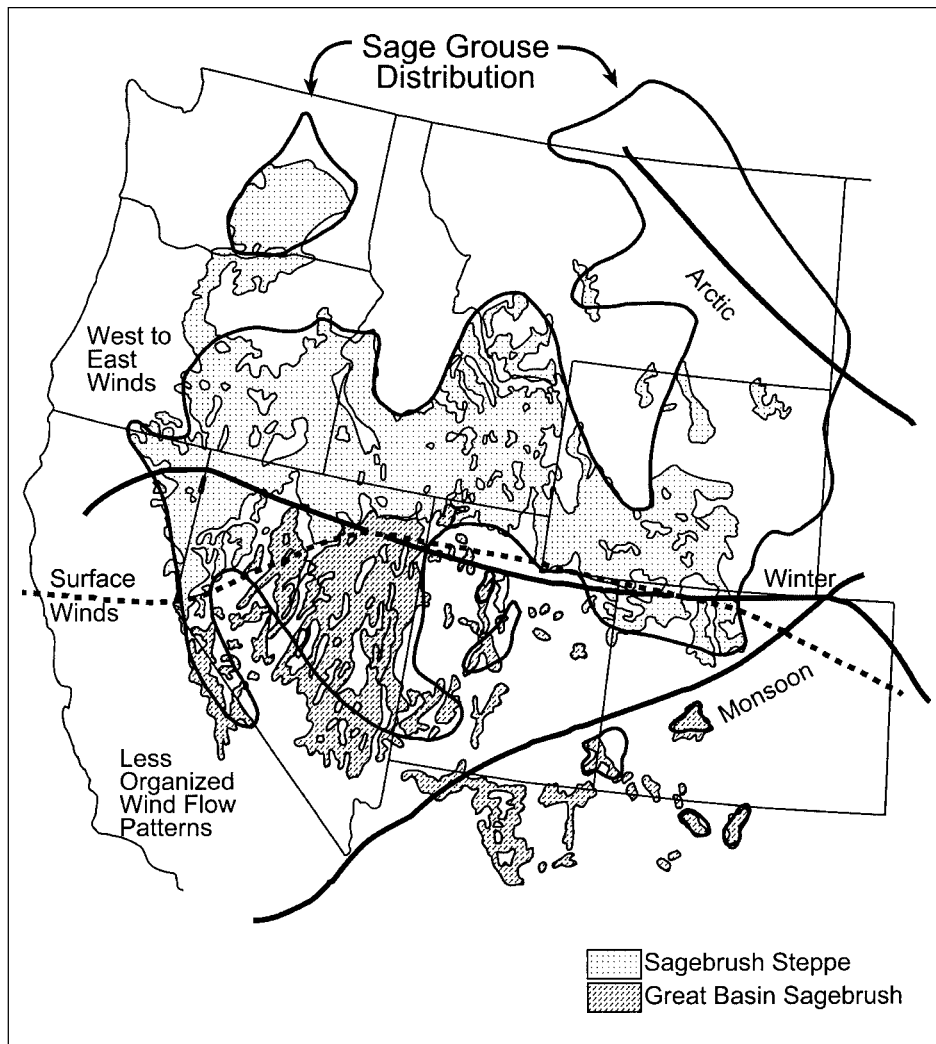 Sage Grouse
Distribution
Arctic
West to
East
Winds
Surface
Winds
Winter
Monsoon
Less
Organized
Wind Flow
Patterns
Sagebrush Steppe
Great Basin Sagebrush